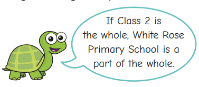 If Class 2 is
the whole, White Rose
Primary School is a
part of the whole.